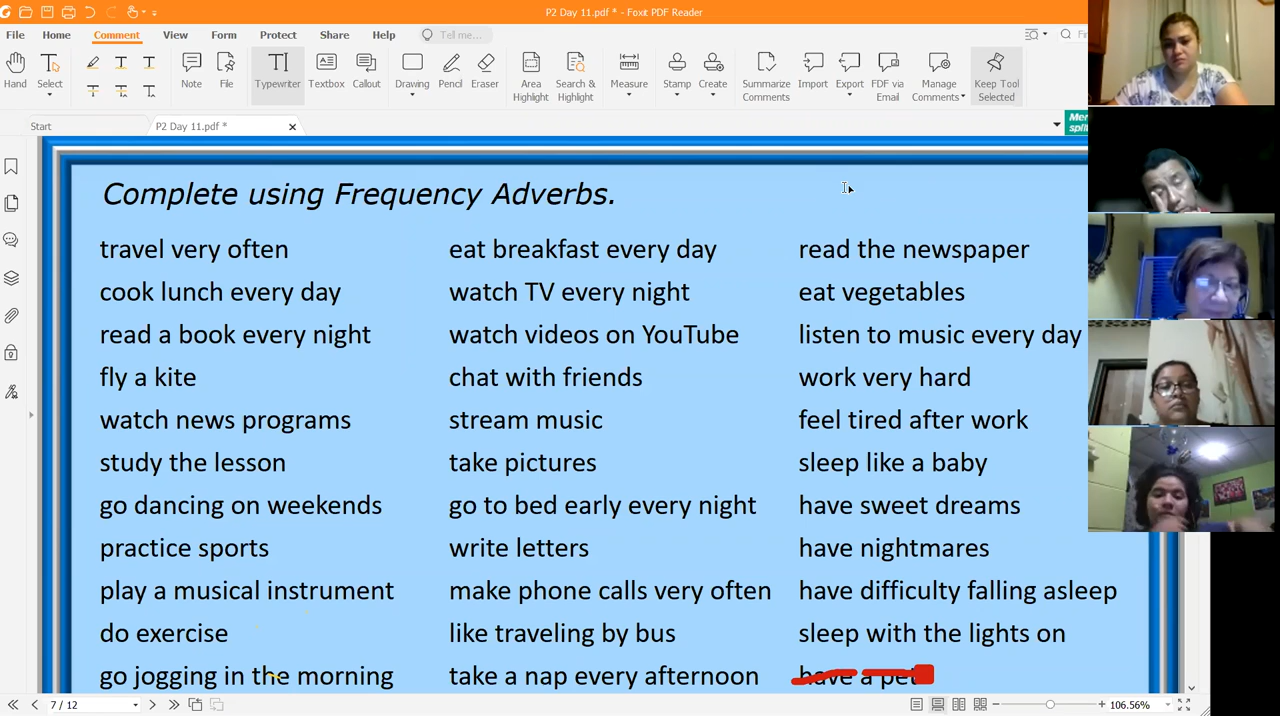 P2 Day 11.pdf * - Foxit PDF Reader
File Home Comment View Form Protect Share Help Tell me...
Hand Select Note File Typewriter Textbox Callout Drawing Pencil Eraser Area Highlight Search & Highlight Measure Stamp Create Summarize Comments Import Export FDF via Email Manage Comments Keep Tool Selected
Start P2 Day 11.pdf *
Complete using Frequency Adverbs.
travel very often
cook lunch every day
read a book every night
fly a kite
watch news programs
study the lesson
go dancing on weekends
practice sports
play a musical instrument
do exercise
go jogging in the morning
eat breakfast every day
watch TV every night
watch videos on YouTube
chat with friends
stream music
take pictures
go to bed early every night
write letters
make phone calls very often
like traveling by bus
take a nap every afternoon
read the newspaper
eat vegetables
listen to music every day
work very hard
feel tired after work
sleep like a baby
have sweet dreams
have nightmares
have difficulty falling asleep
sleep with the lights on
have a pet
7 / 12 106.56%